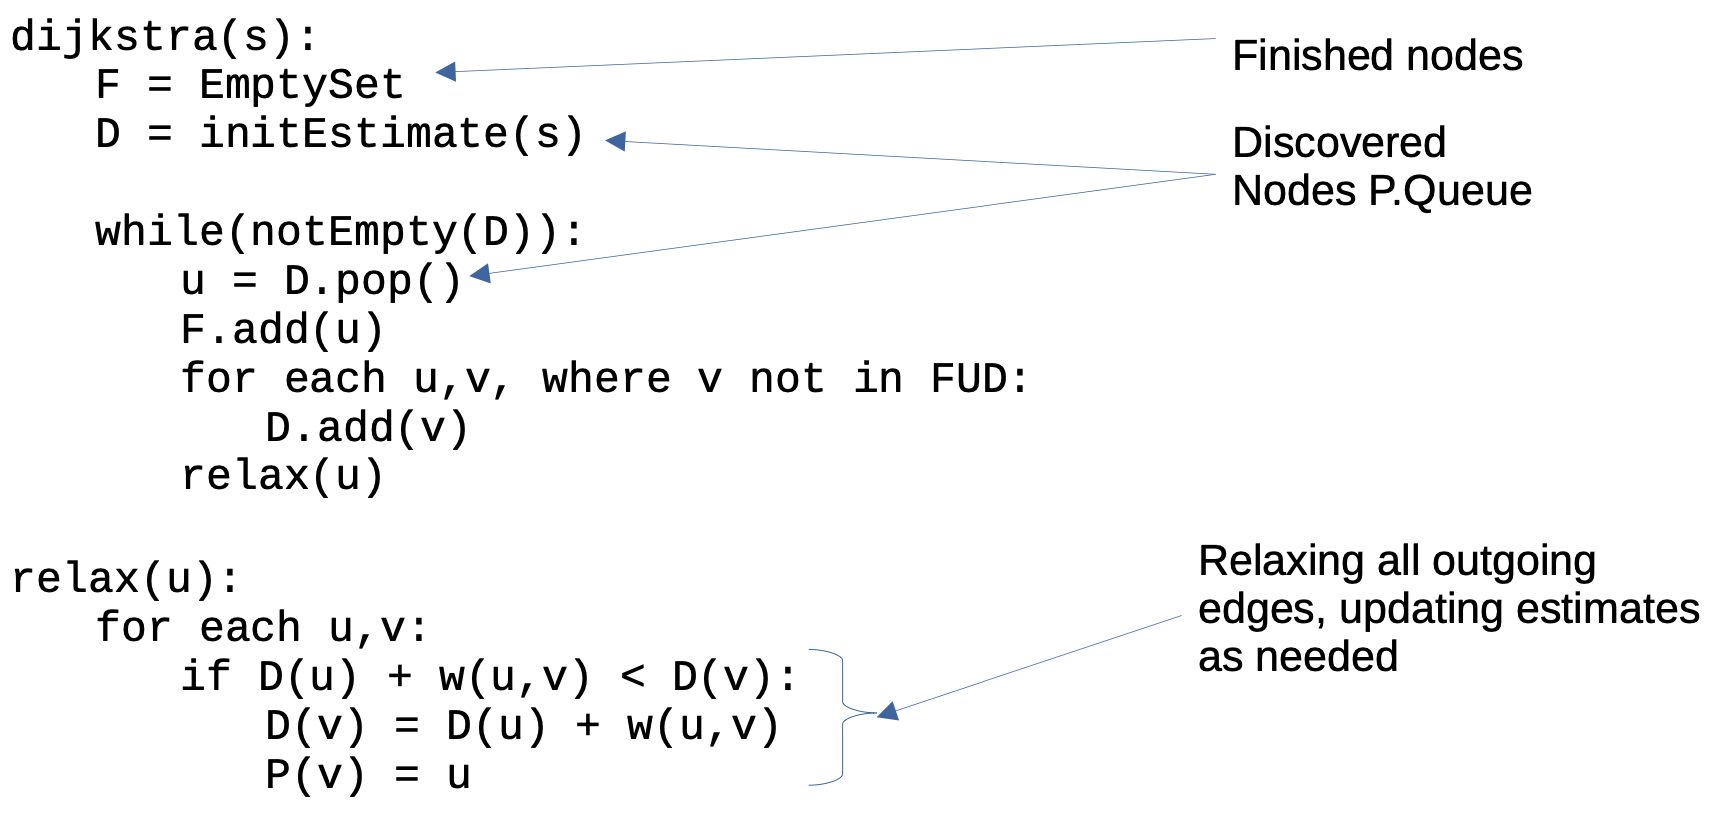 dijkstra(s):
F = EmptySet
D = initEstimate(s)
while(notEmpty(D)):
u = D.pop()
F.add(u)
for each u,v, where v not in FUD:
D.add(v)
relax(u)
relax(u):
for each u,v:
if D(u) + w(u,v) < D(v):
D(v) = D(u) + w(u,v)
P(v) = u
Finished nodes
Discovered
Nodes P.Queue
Relaxing all outgoing
edges, updating estimates
as needed